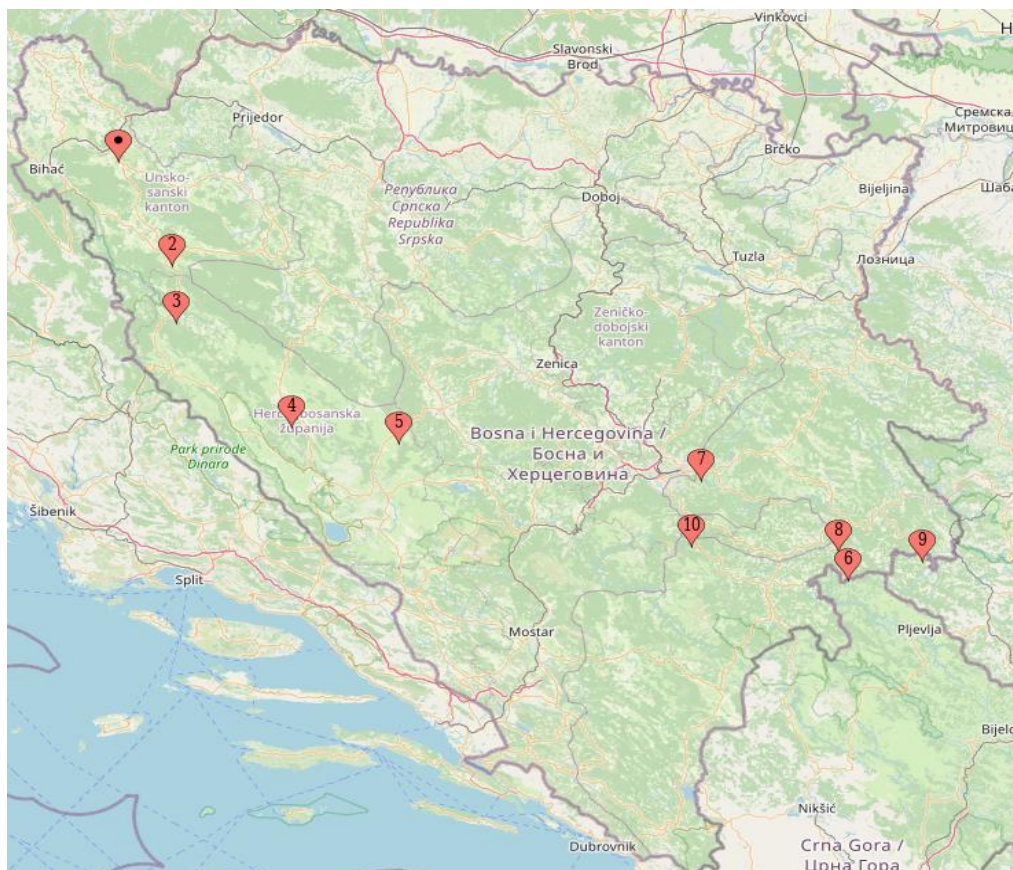 Vinkovci
Н
Slavonski
Brod
Сремска
Митровица
Prijedor
Brčko
Bihać
Unsko-
sanski
kanton
Република
Српска /
Republika
Srpska
Bijeljina
Шаба
Doboj
2
Tuzla
Лозница
3
Zeničko-
dobojski
kanton
Zenica
4
Hercegbosanska
županija
5
Park prirode
Dinara
Bosna i Hercegovina /
Босна и
Херцеговина
7
Šibenik
10
8
9
6
Split
Mostar
Pljevlja
Bijelo
Nikšić
Dubrovnik
Crna Gora /
Црна Гора